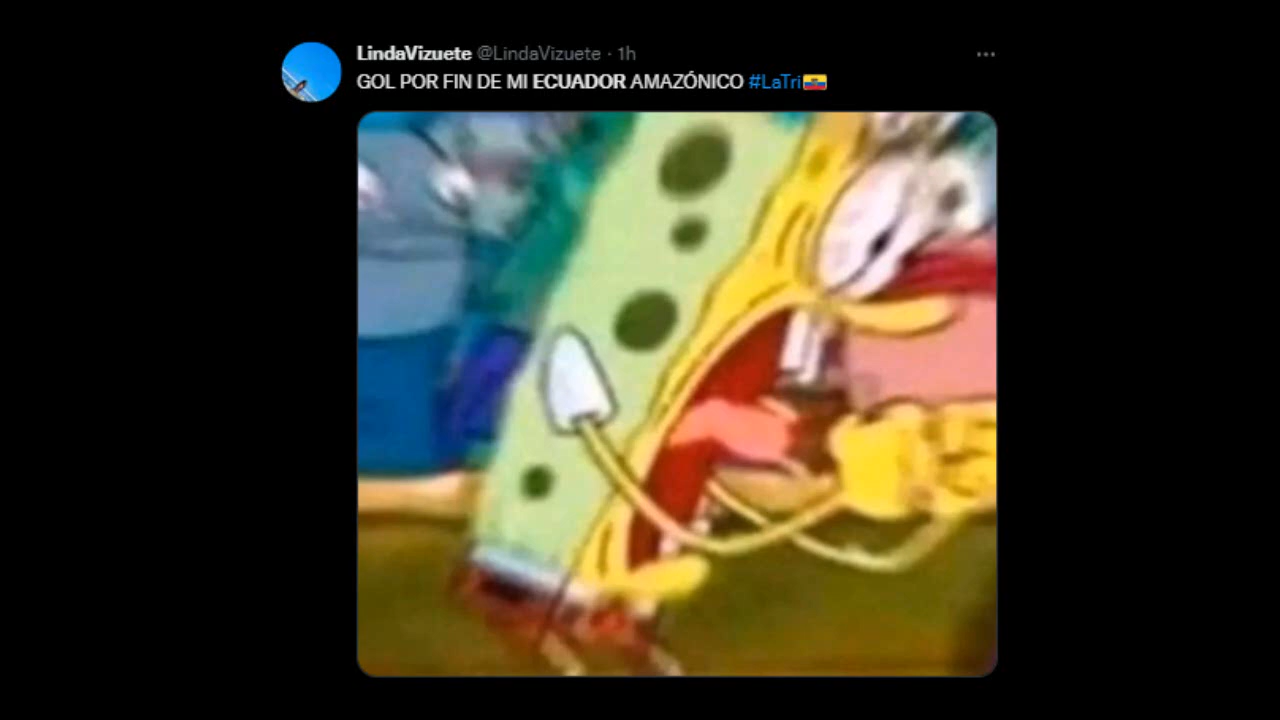 LindaVizuete @LindaVizuete · 1h
GOL POR FIN DE MI ECUADOR AMAZÓNICO #LaTri🇪🇨